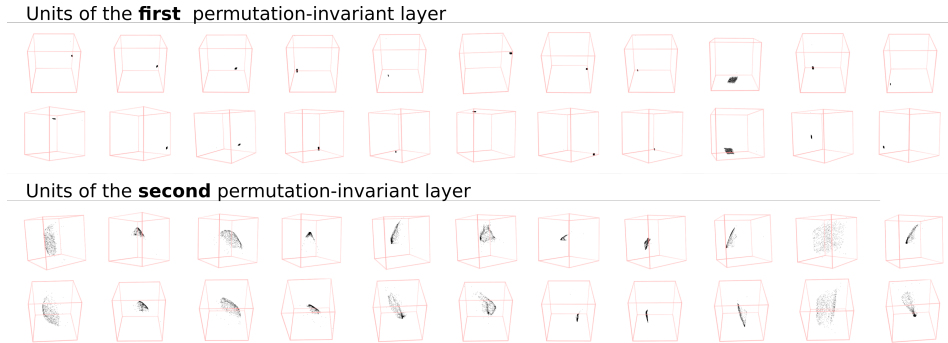 Units of the first permutation-invariant layer
Units of the second permutation-invariant layer